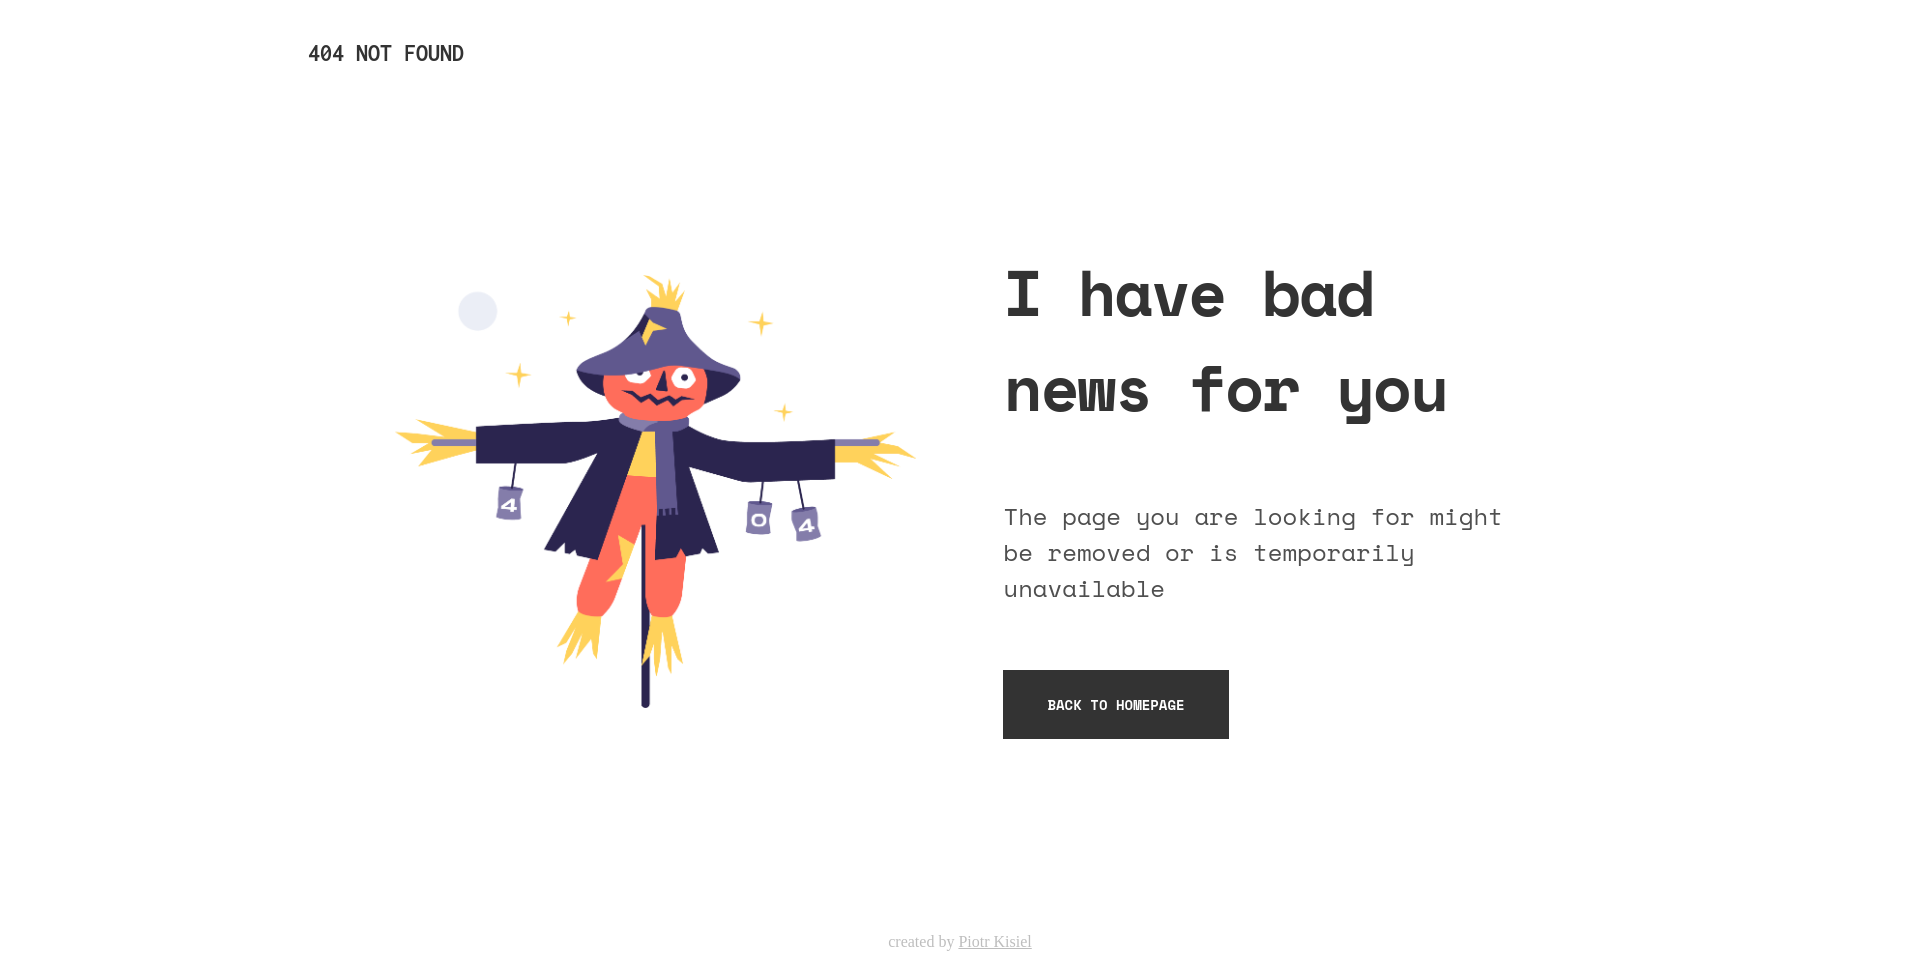 404 NOT FOUND
4
0
4
I have bad
news for you
The page you are looking for might
be removed or is temporarily
unavailable
BACK TO HOMEPAGE
created by Piotr Kisiel